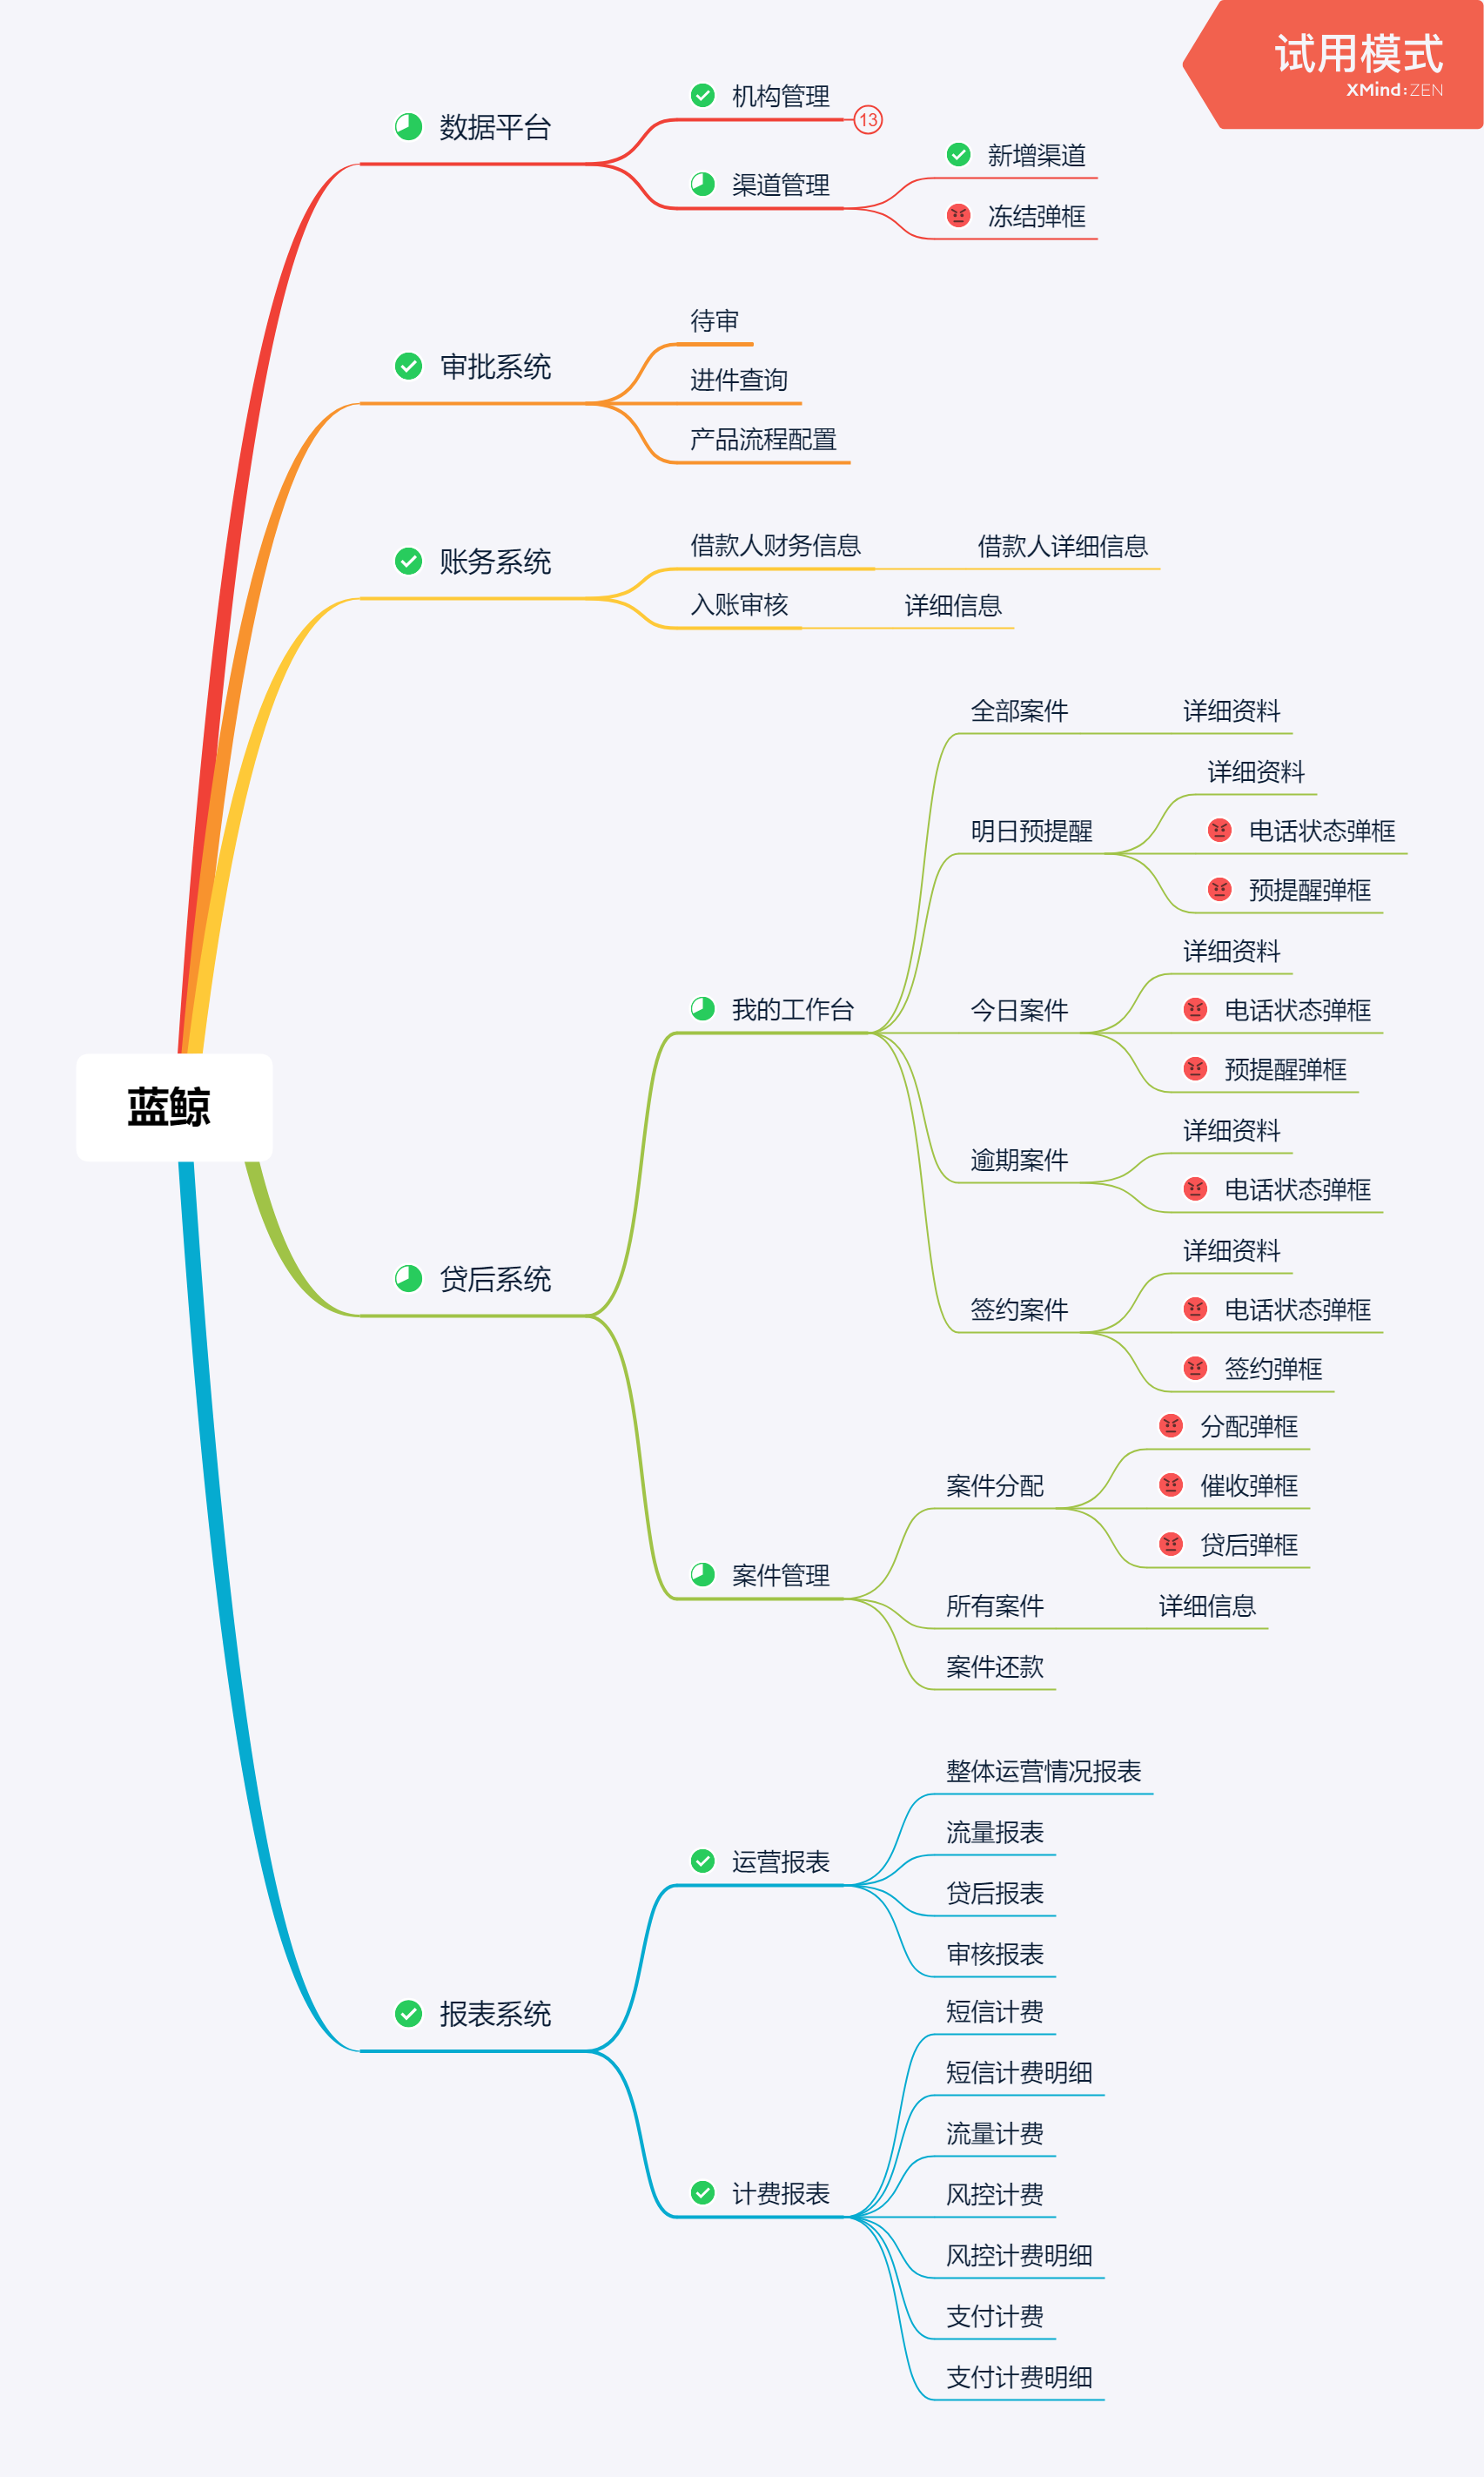 试用模式
XMind:ZEN
蓝鲸
数据平台
机构管理
13
渠道管理
新增渠道
冻结弹框
审批系统
待审
进件查询
产品流程配置
账务系统
借款人财务信息
借款人详细信息
入账审核
详细信息
贷后系统
我的工作台
全部案件
详细资料
明日预提醒
详细资料
电话状态弹框
预提醒弹框
今日案件
详细资料
电话状态弹框
预提醒弹框
逾期案件
详细资料
电话状态弹框
签约案件
详细资料
电话状态弹框
签约弹框
案件管理
案件分配
分配弹框
催收弹框
贷后弹框
所有案件
详细信息
案件还款
报表系统
运营报表
整体运营情况报表
流量报表
贷后报表
审核报表
计费报表
短信计费
短信计费明细
流量计费
风控计费
风控计费明细
支付计费
支付计费明细